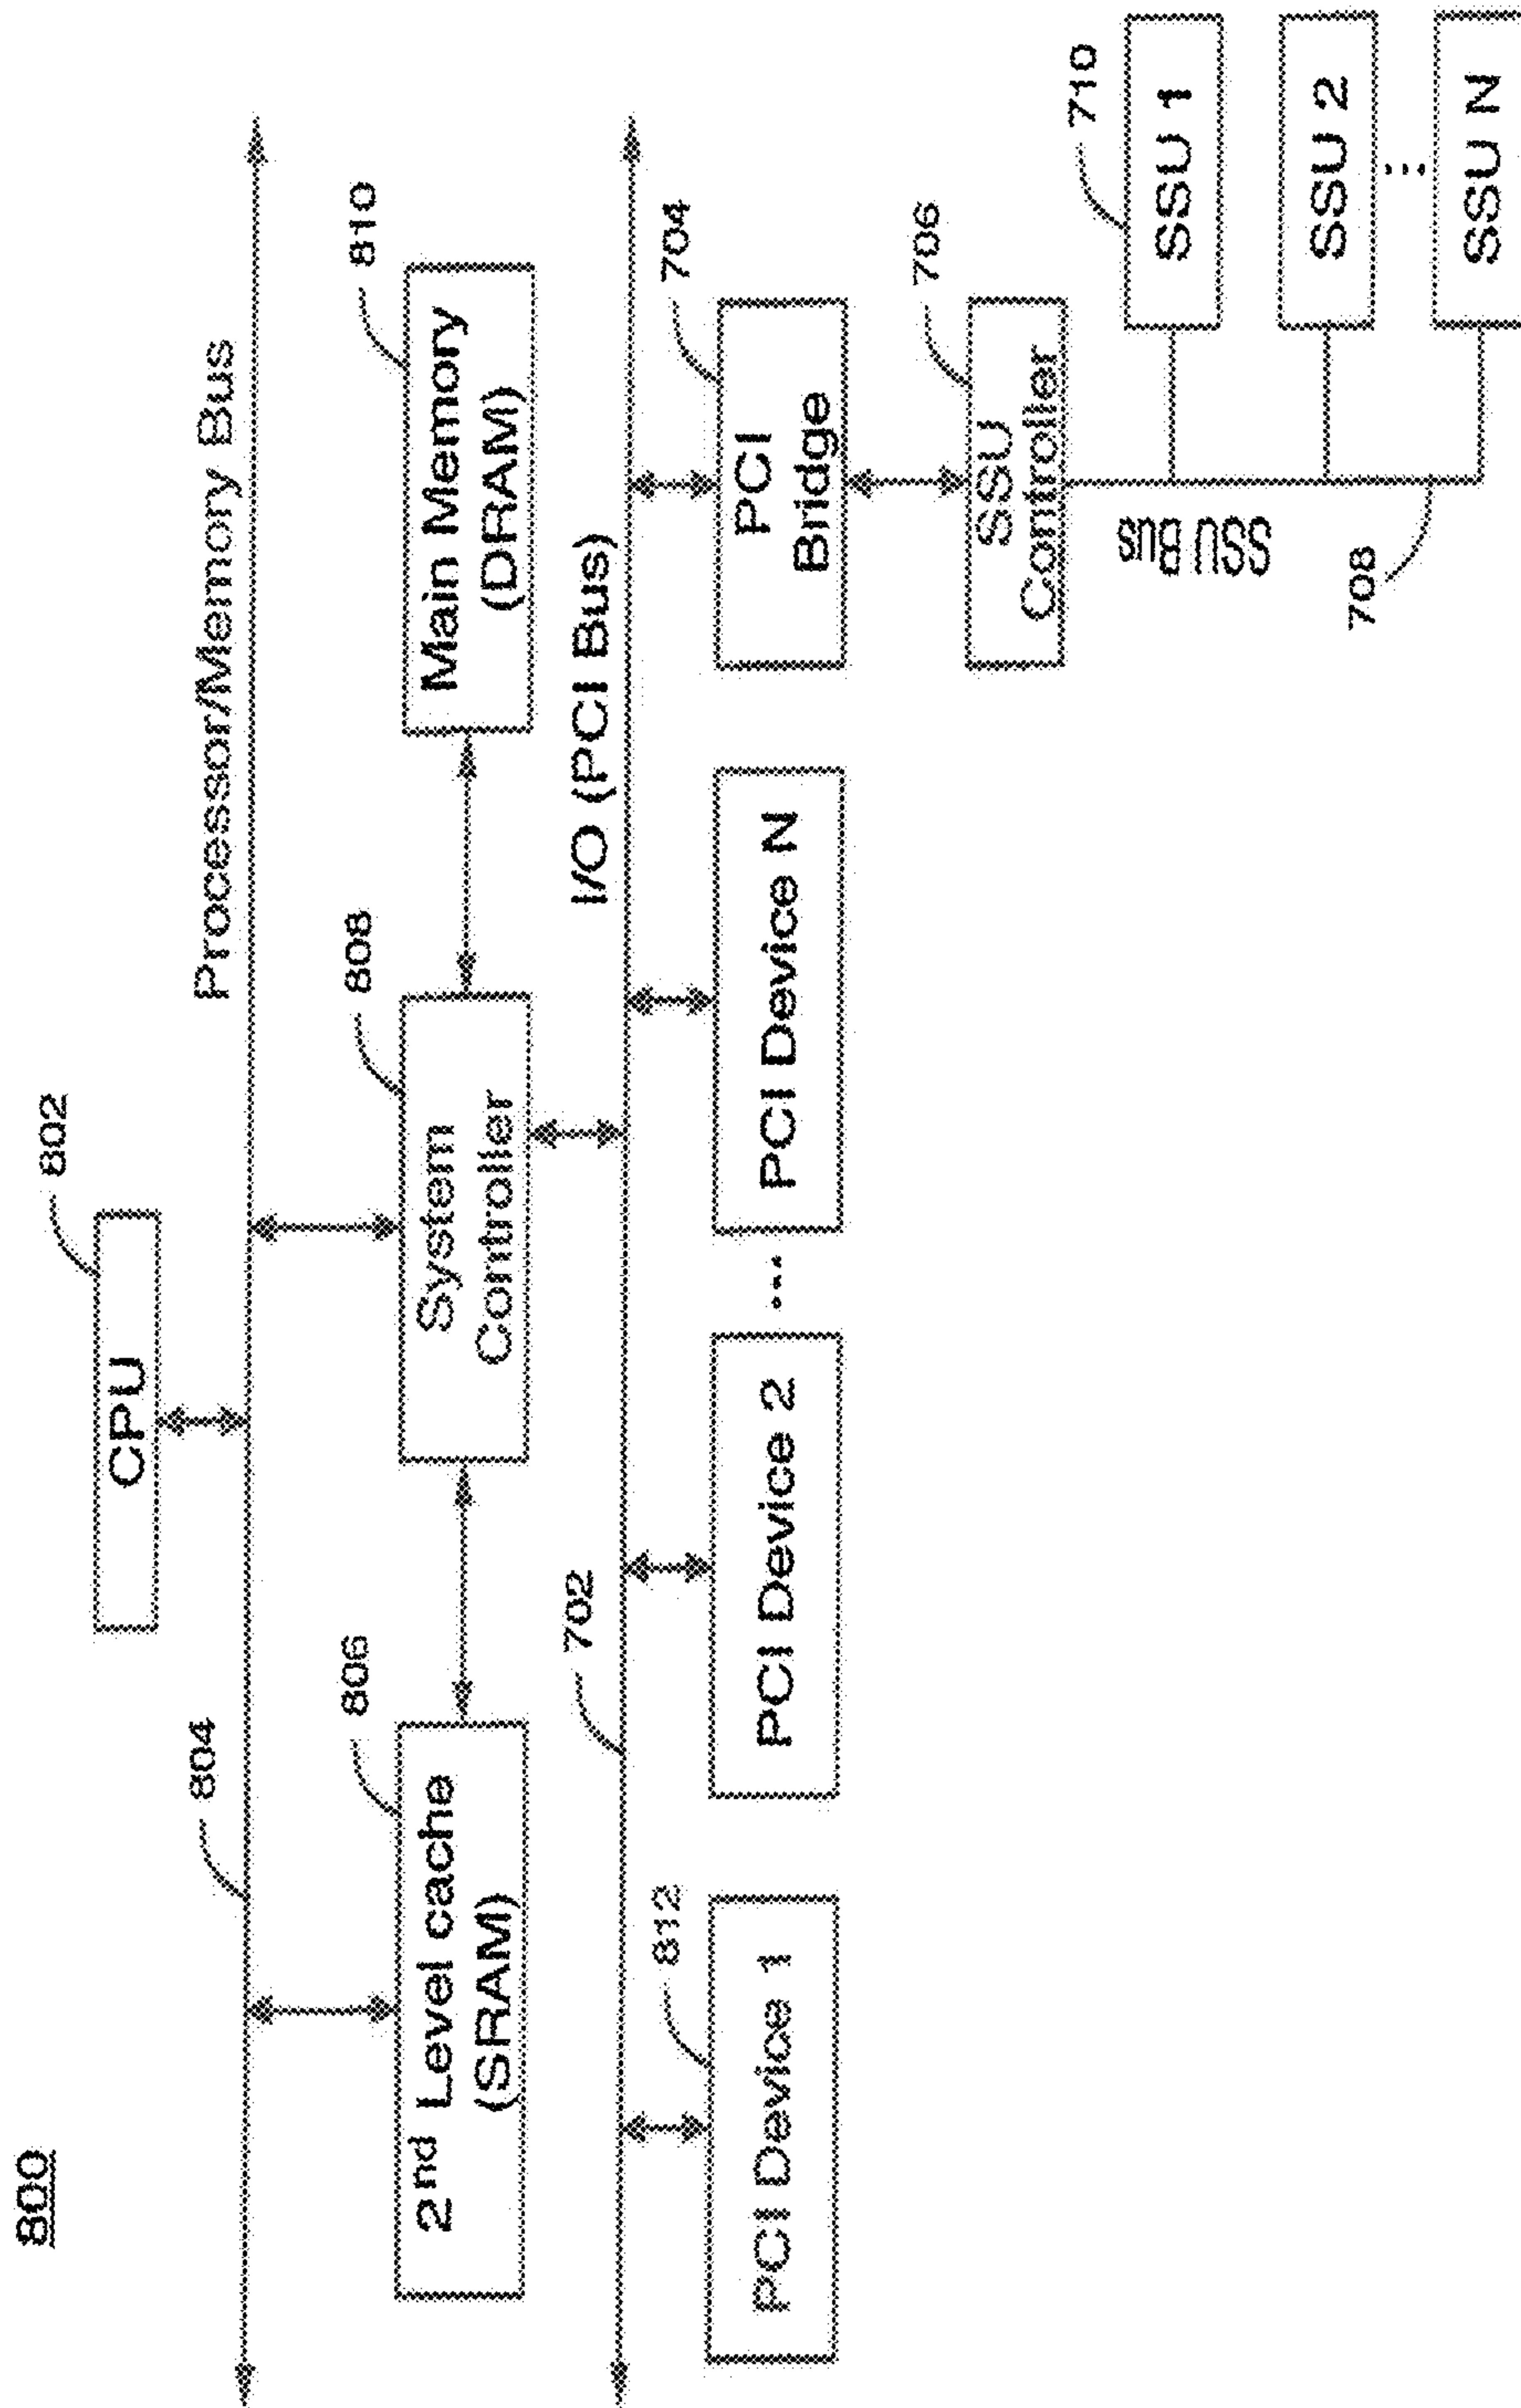 800
802
CPU
804
Processor/Memory Bus
806
808
810
2nd Level cache
(SRAM)
System
Controller
Main Memory
(DRAM)
702
I/O (PCI Bus)
812
704
PCI Device 1
PCI Device 2
...
PCI Device N
PCI
Bridge
706
SSU
Controller
SSU Bus
710
SSU 1
SSU 2
...
708
SSU N